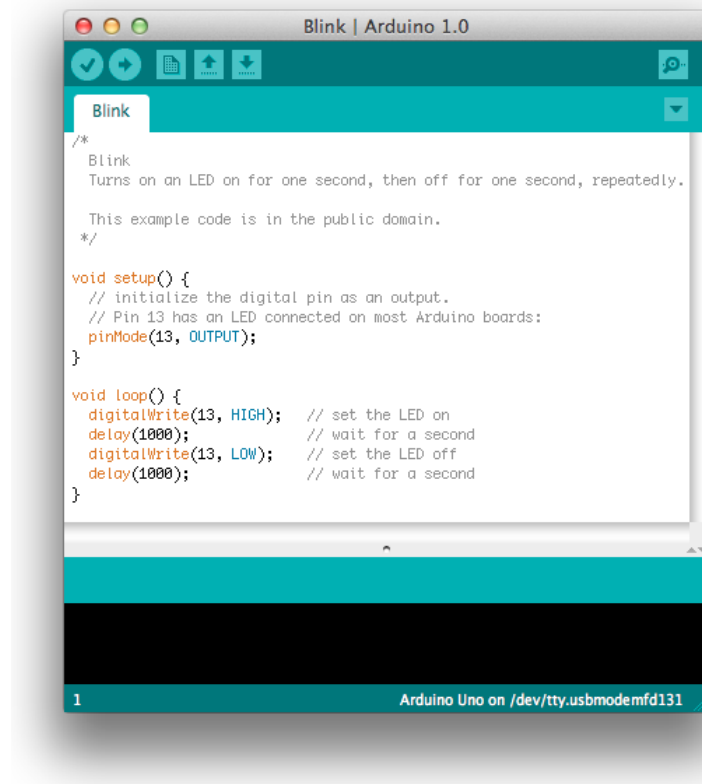 Blink | Arduino 1.0
Blink
/*
  Blink
  Turns on an LED on for one second, then off for one second, repeatedly.

  This example code is in the public domain.
 */

void setup() {
  // initialize the digital pin as an output.
  // Pin 13 has an LED connected on most Arduino boards:
  pinMode(13, OUTPUT);
}

void loop() {
  digitalWrite(13, HIGH);   // set the LED on
  delay(1000);              // wait for a second
  digitalWrite(13, LOW);    // set the LED off
  delay(1000);              // wait for a second
}
1 Arduino Uno on /dev/tty.usbmodemfd131